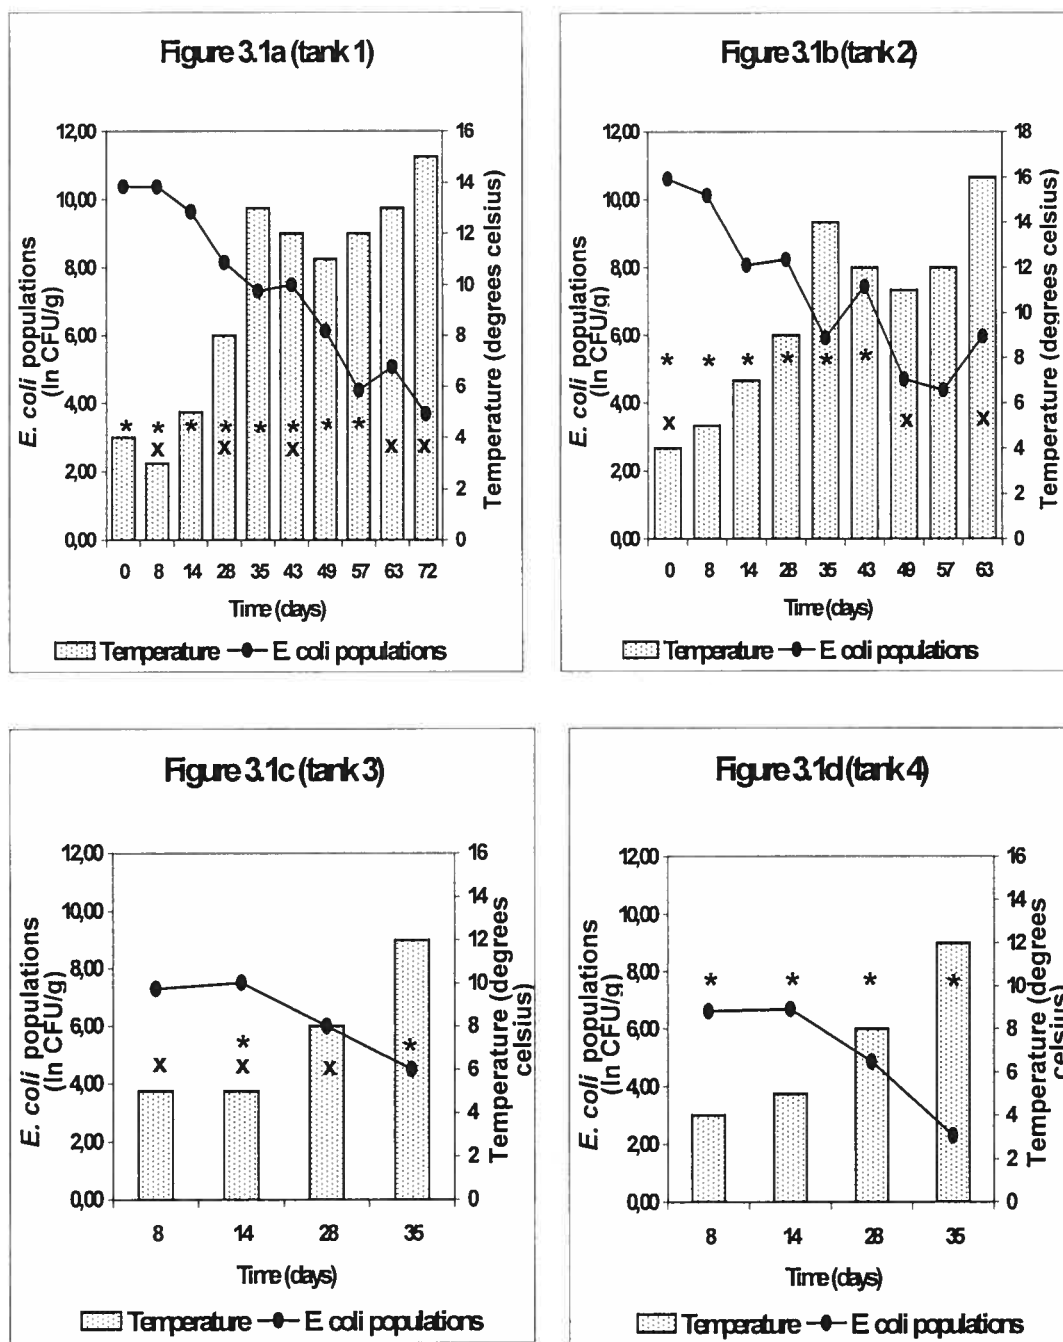 Figure 3.1a (tank 1)
12,00
10,00
8,00
6,00
4,00
2,00
0,00
E. coli populations
(ln CFU/g)
16
14
12
10
8
6
4
2
0
Temperature (degrees celsius)
* * * * * * * *
x x x x x
0 8 14 28 35 43 49 57 63 72
Time (days)
Temperature E. coli populations
Figure 3.1b (tank 2)
12,00
10,00
8,00
6,00
4,00
2,00
0,00
E. coli populations
(ln CFU/g)
18
16
14
12
10
8
6
4
2
0
Temperature (degrees celsius)
* * * * * *
x x x
0 8 14 28 35 43 49 57 63
Time (days)
Temperature E. coli populations
Figure 3.1c (tank 3)
12,00
10,00
8,00
6,00
4,00
2,00
0,00
E. coli populations
(ln CFU/g)
16
14
12
10
8
6
4
2
0
Temperature (degrees
celsius)
* *
x x x
8 14 28 35
Time (days)
Temperature E. coli populations
Figure 3.1d (tank 4)
12,00
10,00
8,00
6,00
4,00
2,00
0,00
E. coli populations
(ln CFU/g)
16
14
12
10
8
6
4
2
0
Temperature (degrees
celsius)
* * * *
8 14 28 35
Time (days)
Temperature E. coli populations